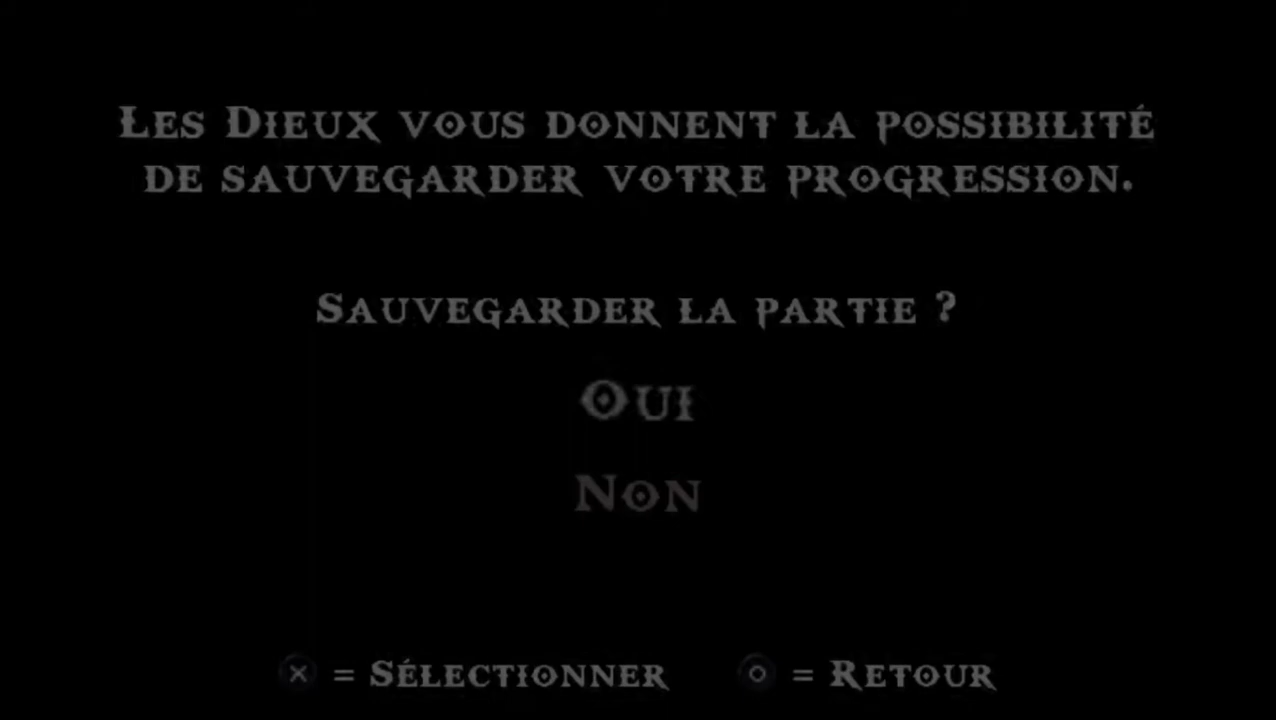 Les Dieux vous donnent la possibilité
de sauvegarder votre progression.
Sauvegarder la partie ?
Oui
Non
X = Sélectionner O = Retour